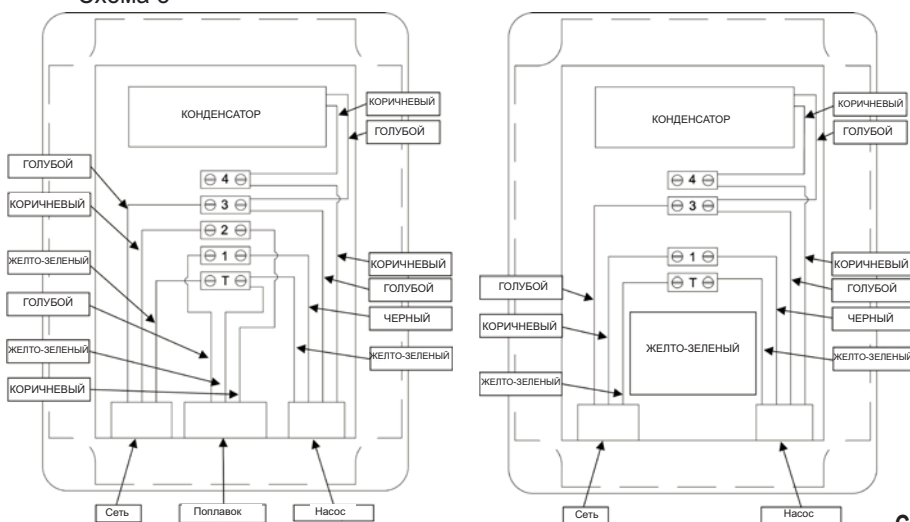 Схема 3
КОНДЕНСАТОР
КОРИЧНЕВЫЙ
ГОЛУБОЙ
ГОЛУБОЙ
КОРИЧНЕВЫЙ
ЖЕЛТО-ЗЕЛЕНЫЙ
ГОЛУБОЙ
ЖЕЛТО-ЗЕЛЕНЫЙ
КОРИЧНЕВЫЙ
4
3
2
1
T
КОРИЧНЕВЫЙ
ГОЛУБОЙ
ЧЕРНЫЙ
ЖЕЛТО-ЗЕЛЕНЫЙ
Сеть
Поплавок
Насос
КОНДЕНСАТОР
КОРИЧНЕВЫЙ
ГОЛУБОЙ
4
3
1
T
ГОЛУБОЙ
КОРИЧНЕВЫЙ
ЖЕЛТО-ЗЕЛЕНЫЙ
ЖЕЛТО-ЗЕЛЕНЫЙ
КОРИЧНЕВЫЙ
ГОЛУБОЙ
ЧЕРНЫЙ
ЖЕЛТО-ЗЕЛЕНЫЙ
Сеть
Насос